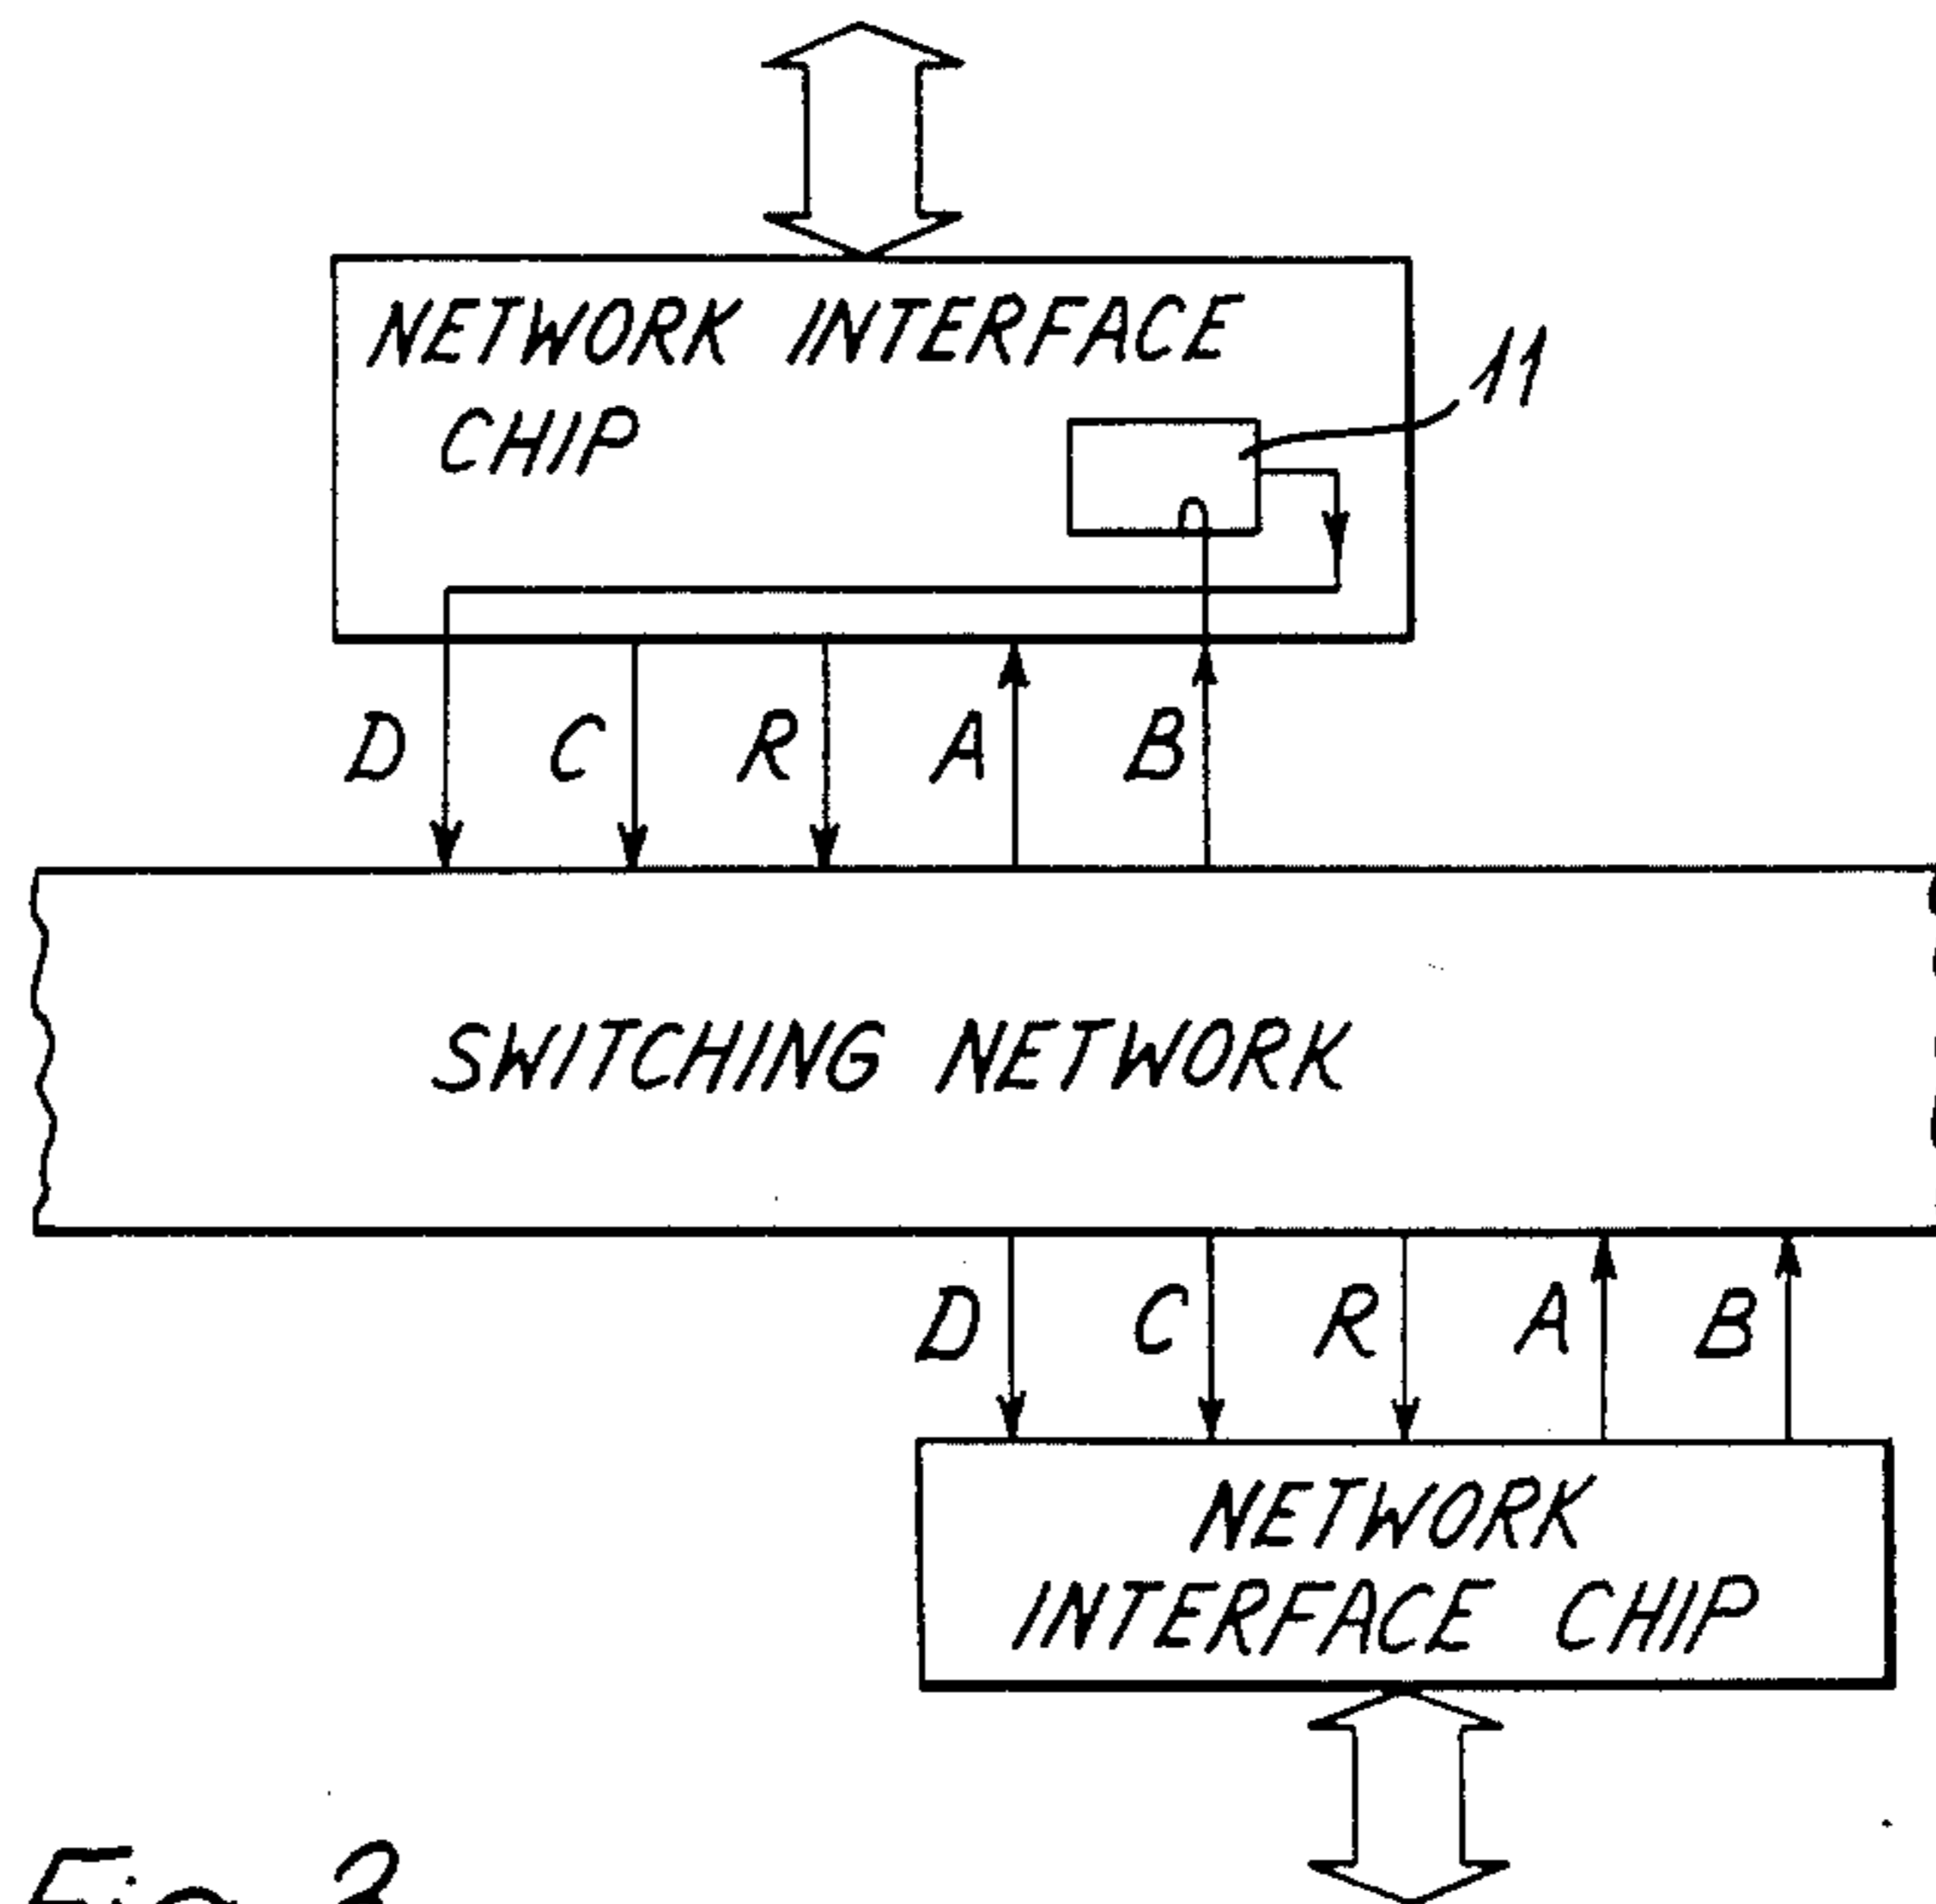 NETWORK INTERFACE
CHIP
11
D C R A B
SWITCHING NETWORK
D C R A B
NETWORK
INTERFACE CHIP